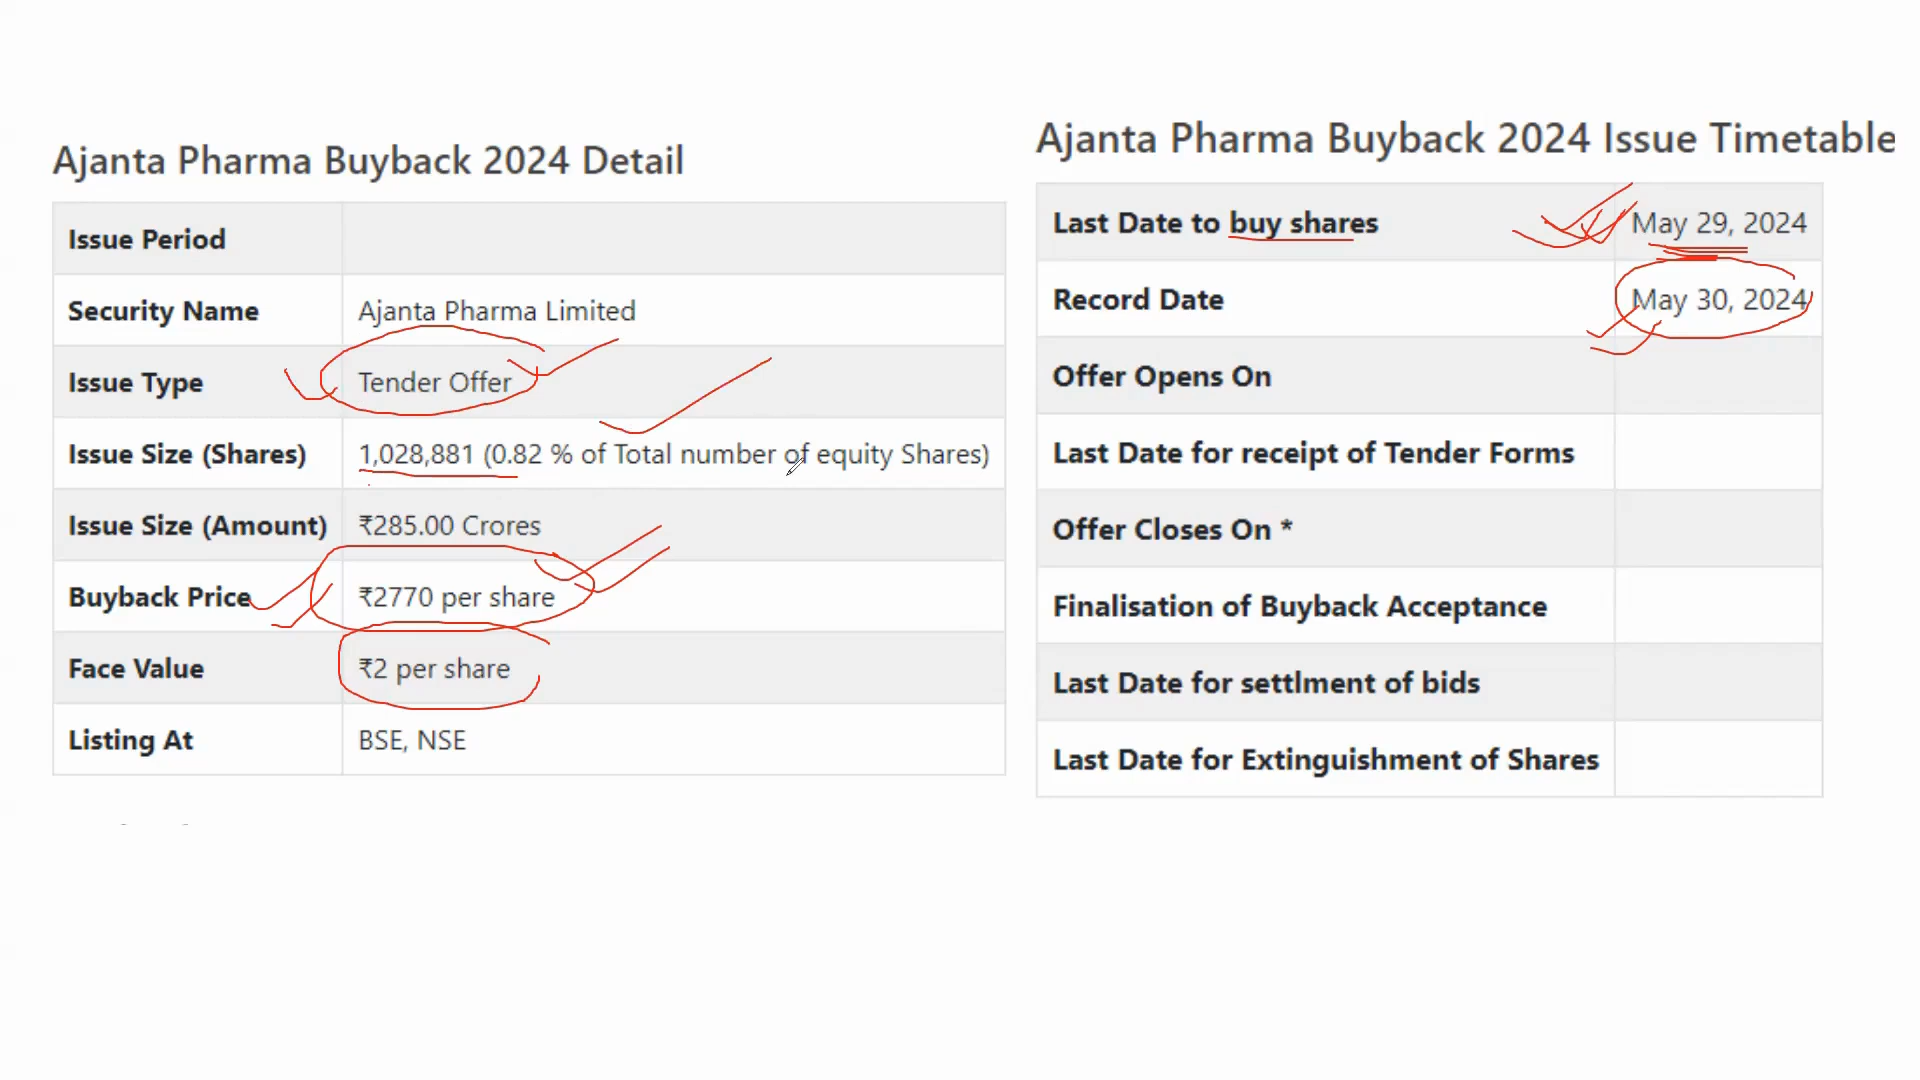 Ajanta Pharma Buyback 2024 Detail
Issue Period
Security Name Ajanta Pharma Limited
Issue Type Tender Offer
Issue Size (Shares) 1,028,881 (0.82 % of Total number of equity Shares)
Issue Size (Amount) ₹285.00 Crores
Buyback Price ₹2770 per share
Face Value ₹2 per share
Listing At BSE, NSE
Ajanta Pharma Buyback 2024 Issue Timetable
Last Date to buy shares May 29, 2024
Record Date May 30, 2024
Offer Opens On
Last Date for receipt of Tender Forms
Offer Closes On *
Finalisation of Buyback Acceptance
Last Date for settlment of bids
Last Date for Extinguishment of Shares